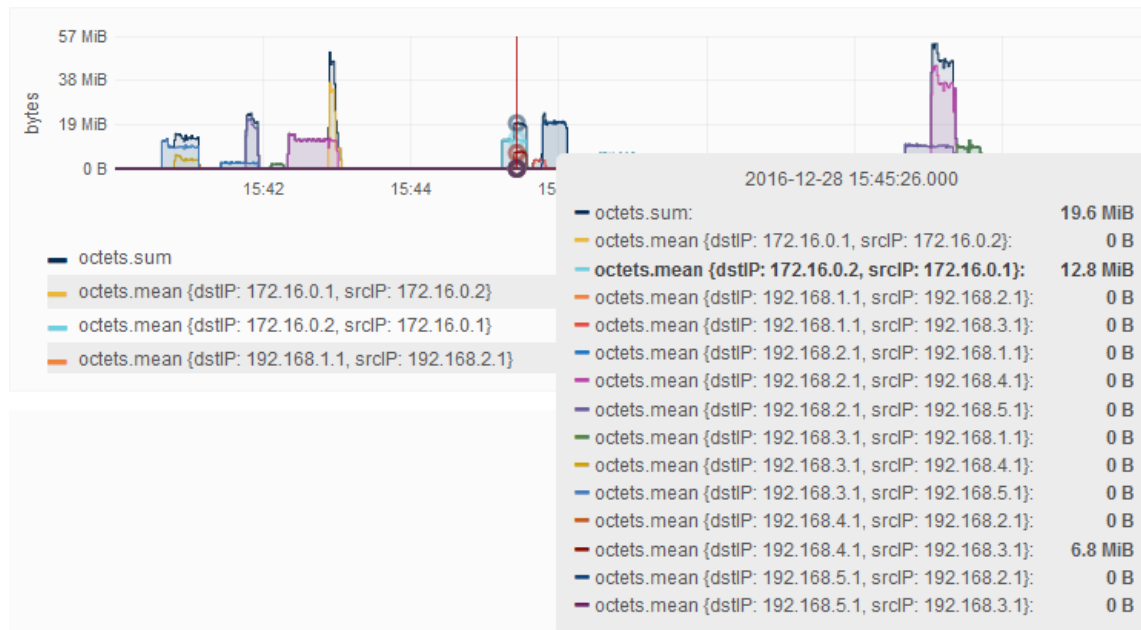 57 MiB
38 MiB
19 MiB
0 B
bytes
15:42
15:44
15
octets.sum
octets.mean {dstIP: 172.16.0.1, srcIP: 172.16.0.2}
octets.mean {dstIP: 172.16.0.2, srcIP: 172.16.0.1}
octets.mean {dstIP: 192.168.1.1, srcIP: 192.168.2.1}
2016-12-28 15:45:26.000
octets.sum: 19.6 MiB
octets.mean {dstIP: 172.16.0.1, srcIP: 172.16.0.2}: 0 B
octets.mean {dstIP: 172.16.0.2, srcIP: 172.16.0.1}: 12.8 MiB
octets.mean {dstIP: 192.168.1.1, srcIP: 192.168.2.1}: 0 B
octets.mean {dstIP: 192.168.1.1, srcIP: 192.168.3.1}: 0 B
octets.mean {dstIP: 192.168.2.1, srcIP: 192.168.1.1}: 0 B
octets.mean {dstIP: 192.168.2.1, srcIP: 192.168.4.1}: 0 B
octets.mean {dstIP: 192.168.2.1, srcIP: 192.168.5.1}: 0 B
octets.mean {dstIP: 192.168.3.1, srcIP: 192.168.1.1}: 0 B
octets.mean {dstIP: 192.168.3.1, srcIP: 192.168.4.1}: 0 B
octets.mean {dstIP: 192.168.3.1, srcIP: 192.168.5.1}: 0 B
octets.mean {dstIP: 192.168.4.1, srcIP: 192.168.2.1}: 0 B
octets.mean {dstIP: 192.168.4.1, srcIP: 192.168.3.1}: 6.8 MiB
octets.mean {dstIP: 192.168.5.1, srcIP: 192.168.2.1}: 0 B
octets.mean {dstIP: 192.168.5.1, srcIP: 192.168.3.1}: 0 B